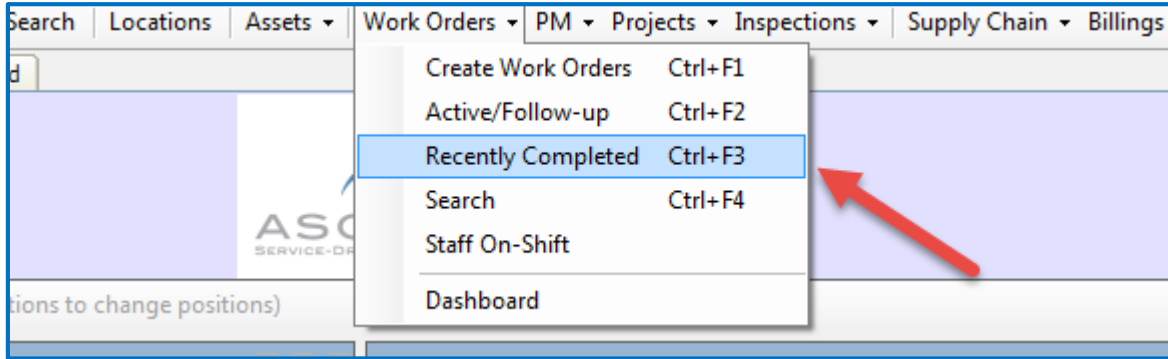 Search Locations Assets Work Orders PM Projects Inspections Supply Chain Billings
d
Create Work Orders Ctrl+F1
Active/Follow-up Ctrl+F2
Recently Completed Ctrl+F3
Search Ctrl+F4
Staff On-Shift
Dashboard
ASC
SERVICE-DR
tions to change positions)